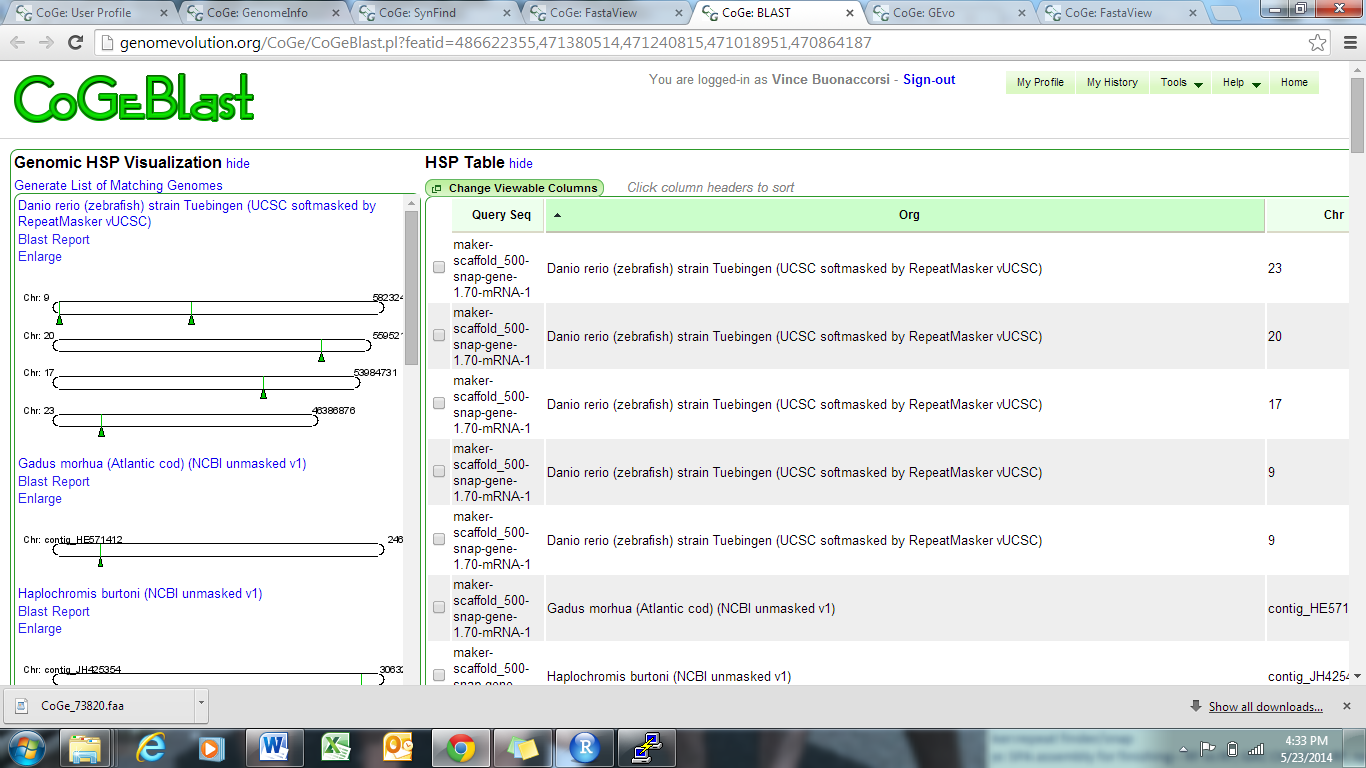 CoGe: User Profile
CoGe: GenomeInfo
CoGe: SynFind
CoGe: FastaView
CoGe: BLAST
CoGe: GEvo
CoGe: FastaView
genomevolution.org/CoGe/CoGeBlast.pl?featid=486622355,471380514,471240815,471018951,470864187
CoGeBlast
You are logged-in as Vince Buonaccorsi - Sign-out
My Profile
My History
Tools
Help
Home
Genomic HSP Visualization hide
Generate List of Matching Genomes
Danio rerio (zebrafish) strain Tuebingen (UCSC softmasked by
RepeatMasker vUCSC)
Blast Report
Enlarge
Chr: 9
582324
Chr: 20
559521
Chr: 17
53984731
Chr: 23
46386876
Gadus morhua (Atlantic cod) (NCBI unmasked v1)
Blast Report
Enlarge
Chr: contig_HE571412
246
Haplochromis burtoni (NCBI unmasked v1)
Blast Report
Enlarge
Chr: contig_JH425354
30632
HSP Table hide
Change Viewable Columns
Click column headers to sort
Query Seq
Org
Chr
maker-
scaffold_500-
snap-gene-
1.70-mRNA-1
Danio rerio (zebrafish) strain Tuebingen (UCSC softmasked by RepeatMasker vUCSC)
23
maker-
scaffold_500-
snap-gene-
1.70-mRNA-1
Danio rerio (zebrafish) strain Tuebingen (UCSC softmasked by RepeatMasker vUCSC)
20
maker-
scaffold_500-
snap-gene-
1.70-mRNA-1
Danio rerio (zebrafish) strain Tuebingen (UCSC softmasked by RepeatMasker vUCSC)
17
maker-
scaffold_500-
snap-gene-
1.70-mRNA-1
Danio rerio (zebrafish) strain Tuebingen (UCSC softmasked by RepeatMasker vUCSC)
9
maker-
scaffold_500-
snap-gene-
1.70-mRNA-1
Danio rerio (zebrafish) strain Tuebingen (UCSC softmasked by RepeatMasker vUCSC)
9
maker-
scaffold_500-
snap-gene-
1.70-mRNA-1
Gadus morhua (Atlantic cod) (NCBI unmasked v1)
contig_HE571
maker-
scaffold_500-
snap-gene-
Haplochromis burtoni (NCBI unmasked v1)
contig_JH4254
CoGe_73820.faa
Show all downloads...
4:33 PM
5/23/2014